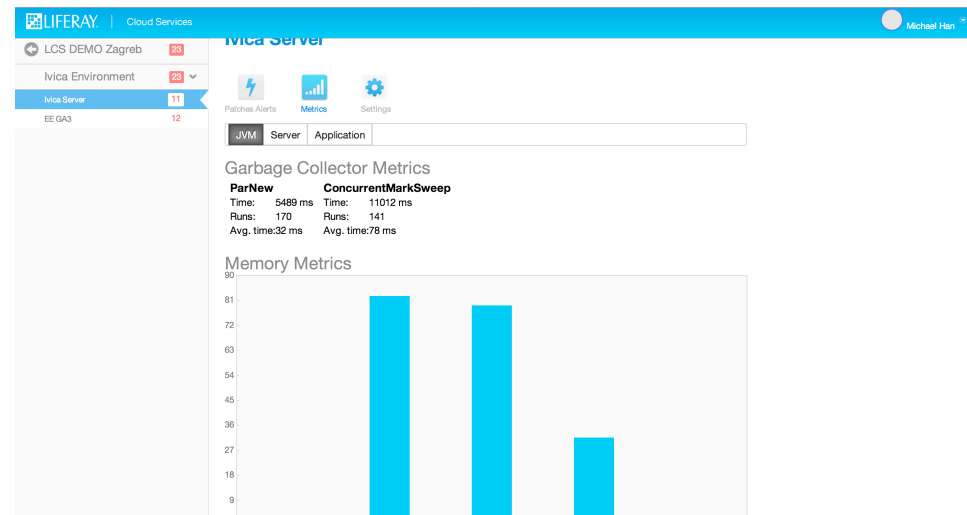 LIFERAY. | Cloud Services
Michael Han
LCS DEMO Zagreb 23
Ivica Environment 23
Ivica Server 11
EE GA3 12
Ivica Server
Patches Alerts Metrics Settings
JVM Server Application
Garbage Collector Metrics
ParNew ConcurrentMarkSweep
Time: 5489 ms Time: 11012 ms
Runs: 170 Runs: 141
Avg. time:32 ms Avg. time:78 ms
Memory Metrics
90
81
72
63
54
45
36
27
18
9